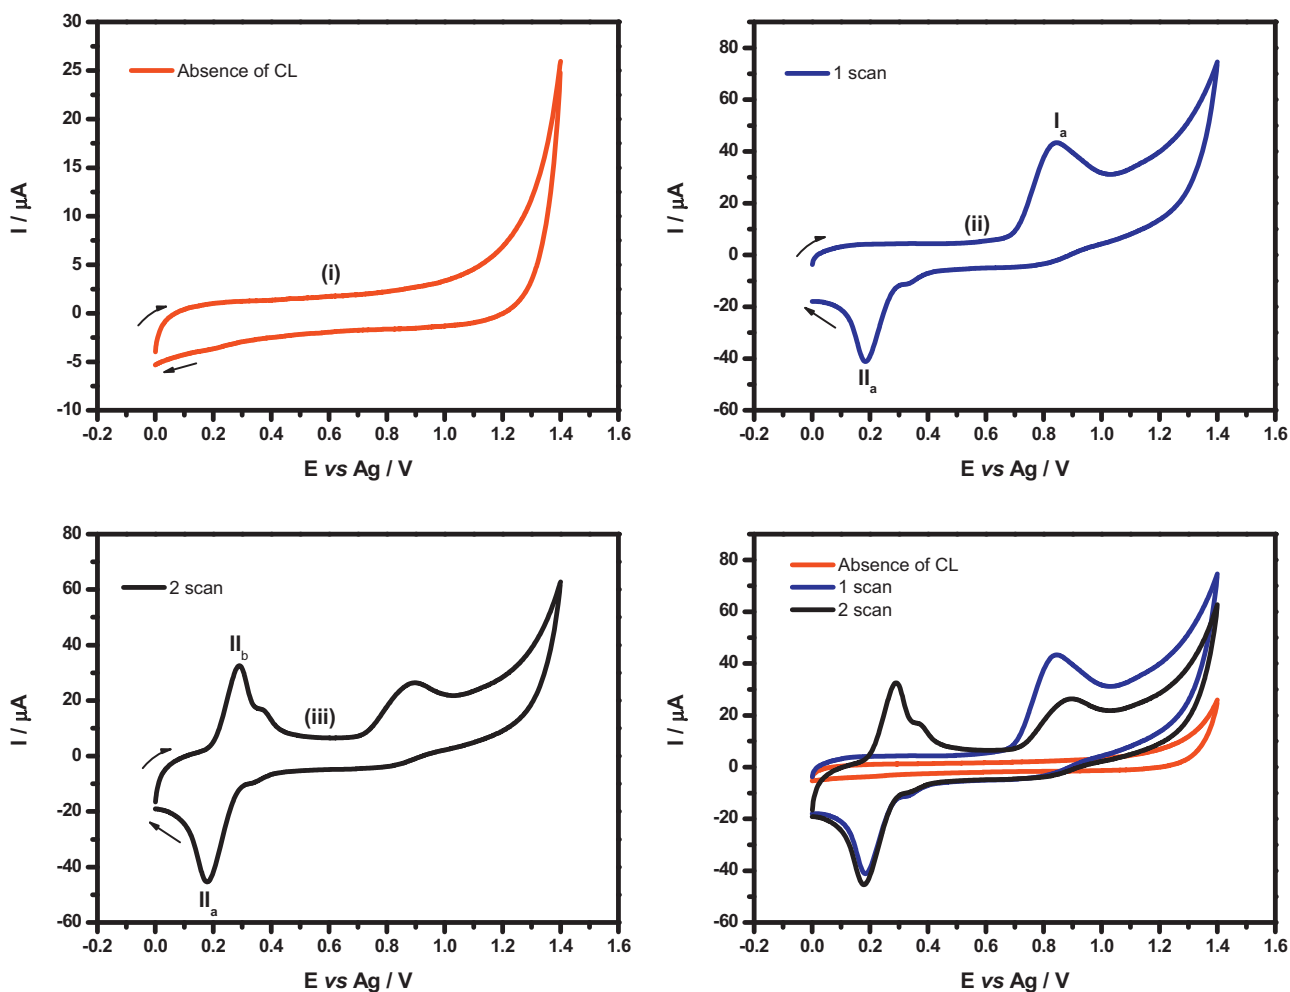 30
25
20
15
10
5
0
-5
-10
I / µA
Absence of CL
(i)
-0.2 0.0 0.2 0.4 0.6 0.8 1.0 1.2 1.4 1.6
E vs Ag / V
80
60
40
20
0
-20
-40
-60
I / µA
1 scan
Ia
(ii)
IIa
-0.2 0.0 0.2 0.4 0.6 0.8 1.0 1.2 1.4 1.6
E vs Ag / V
80
60
40
20
0
-20
-40
-60
I / µA
2 scan
IIb
(iii)
IIa
-0.2 0.0 0.2 0.4 0.6 0.8 1.0 1.2 1.4 1.6
E vs Ag / V
80
60
40
20
0
-20
-40
-60
I / µA
Absence of CL
1 scan
2 scan
-0.2 0.0 0.2 0.4 0.6 0.8 1.0 1.2 1.4 1.6
E vs Ag / V